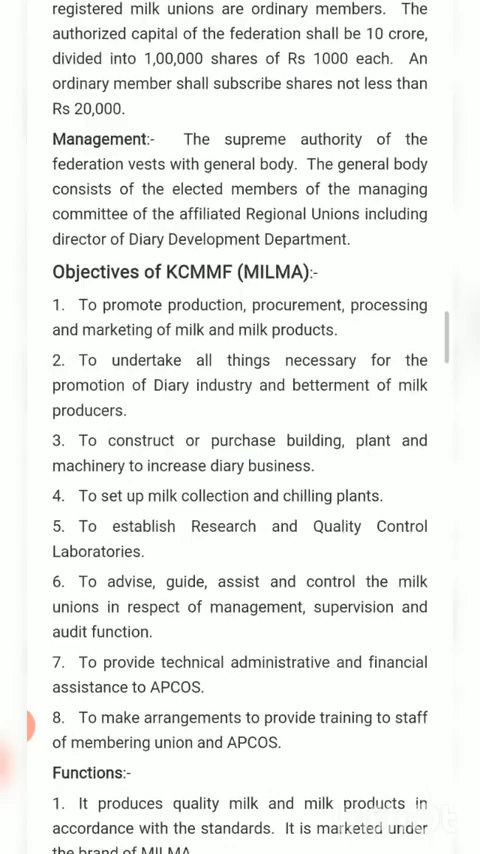 registered milk unions are ordinary members. The
authorized capital of the federation shall be 10 crore,
divided into 1,00,000 shares of Rs 1000 each. An
ordinary member shall subscribe shares not less than
Rs 20,000.
Management:- The supreme authority of the
federation vests with general body. The general body
consists of the elected members of the managing
committee of the affiliated Regional Unions including
director of Diary Development Department.
Objectives of KCMMF (MILMA):-
1. To promote production, procurement, processing
and marketing of milk and milk products.
2. To undertake all things necessary for the
promotion of Diary industry and betterment of milk
producers.
3. To construct or purchase building, plant and
machinery to increase diary business.
4. To set up milk collection and chilling plants.
5. To establish Research and Quality Control
Laboratories.
6. To advise, guide, assist and control the milk
unions in respect of management, supervision and
audit function.
7. To provide technical administrative and financial
assistance to APCOS.
8. To make arrangements to provide training to staff
of membering union and APCOS.
Functions:-
1. It produces quality milk and milk products in
accordance with the standards. It is marketed under
the brand of MILMA